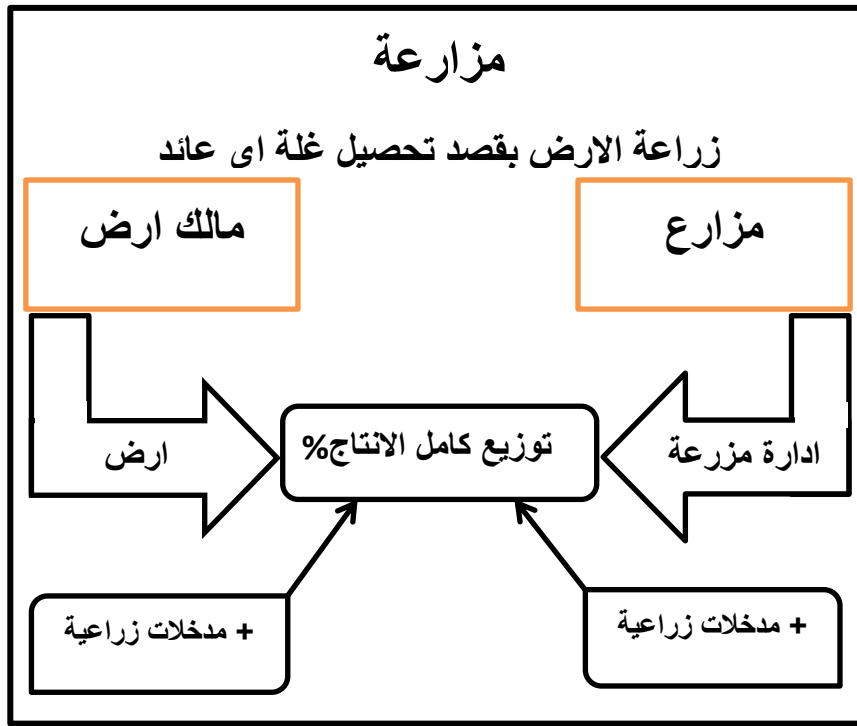 مزارعة
زراعة الارض بقصد تحصيل غلة اى عائد
مزارع
مالك ارض
ادارة مزرعة
توزيع كامل الانتاج%
ارض
+ مدخلات زراعية
+ مدخلات زراعية